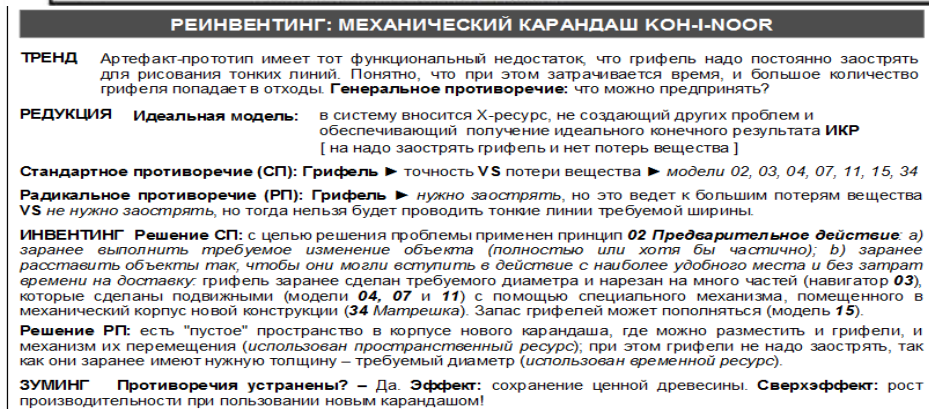 РЕИНВЕНТИНГ: МЕХАНИЧЕСКИЙ КАРАНДАШ KOH-I-NOOR
ТРЕНД Артефакт-прототип имеет тот функциональный недостаток, что грифель надо постоянно заострять
для рисования тонких линий. Понятно, что при этом затрачивается время, и большое количество
грифеля попадает в отходы. Генеральное противоречие: что можно предпринять?
РЕДУКЦИЯ Идеальная модель: в систему вносится Х-ресурс, не создающий других проблем и
обеспечивающий получение идеального конечного результата ИКР
[ на надо заострять грифель и нет потерь вещества ]
Стандартное противоречие (СП): Грифель ► точность VS потери вещества ► модели 02, 03, 04, 07, 11, 15, 34
Радикальное противоречие (РП): Грифель ► нужно заострять, но это ведет к большим потерям вещества
VS не нужно заострять, но тогда нельзя будет проводить тонкие линии требуемой ширины.
ИНВЕНТИНГ Решение СП: с целью решения проблемы применен принцип 02 Предварительное действие: a)
заранее выполнить требуемое изменение объекта (полностью или хотя бы частично); b) заранее
расставить объекты так, чтобы они могли вступить в действие с наиболее удобного места и без затрат
времени на доставку: грифель заранее сделан требуемого диаметра и нарезан на много частей (навигатор 03),
которые сделаны подвижными (модели 04, 07 и 11) с помощью специального механизма, помещенного в
механический корпус новой конструкции (34 Матрешка). Запас грифелей может пополняться (модель 15).
Решение РП: есть "пустое" пространство в корпусе нового карандаша, где можно разместить и грифели, и
механизм их перемещения (использован пространственный ресурс); при этом грифели не надо заострять, так
как они заранее имеют нужную толщину – требуемый диаметр (использован временной ресурс).
ЗУМИНГ Противоречия устранены? – Да. Эффект: сохранение ценной древесины. Сверхэффект: рост
производительности при пользовании новым карандашом!